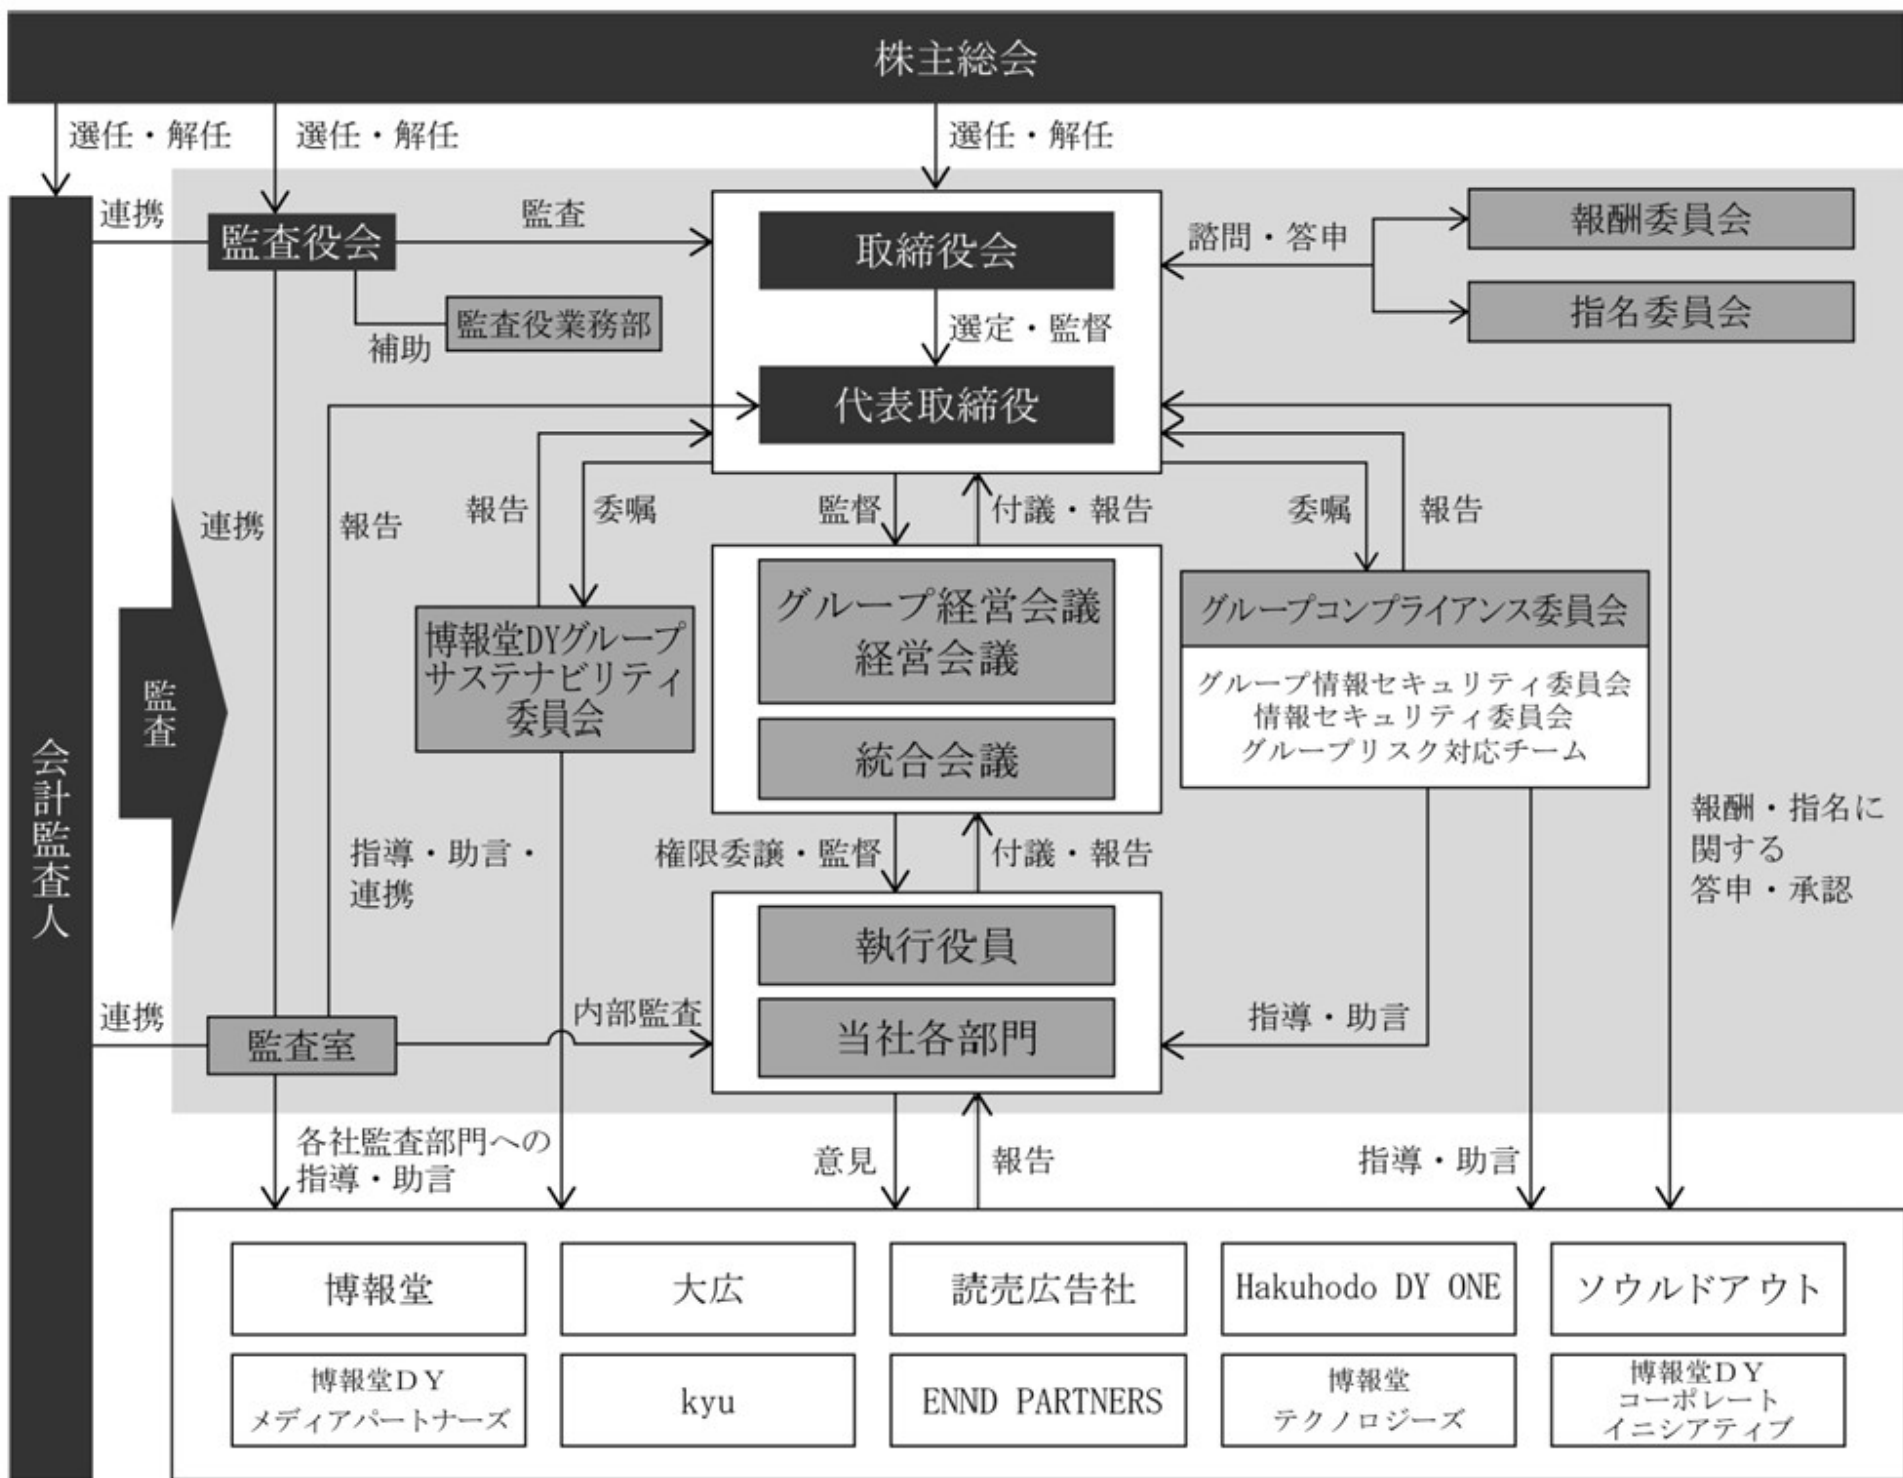 株主総会
選任・解任
選任・解任
選任・解任
連携
監査役会
監査
取締役会
諮問・答申
報酬委員会
指名委員会
監査役業務部
補助
選定・監督
代表取締役
連携
報告
報告
委嘱
監督
付議・報告
委嘱
報告
監査
会計監査人
博報堂DYグループ
サステナビリティ
委員会
グループ経営会議
経営会議
統合会議
グループコンプライアンス委員会
グループ情報セキュリティ委員会
情報セキュリティ委員会
グループリスク対応チーム
指導・助言・
連携
権限委譲・監督
付議・報告
報酬・指名に
関する
答申・承認
執行役員
当社各部門
連携
監査室
内部監査
指導・助言
各社監査部門への
指導・助言
意見
報告
指導・助言
博報堂
大広
読売広告社
Hakuhodo DY ONE
ソウルドアウト
博報堂DY
メディアパートナーズ
kyu
ENND PARTNERS
博報堂
テクノロジーズ
博報堂DY
コーポレート
イニシアティブ